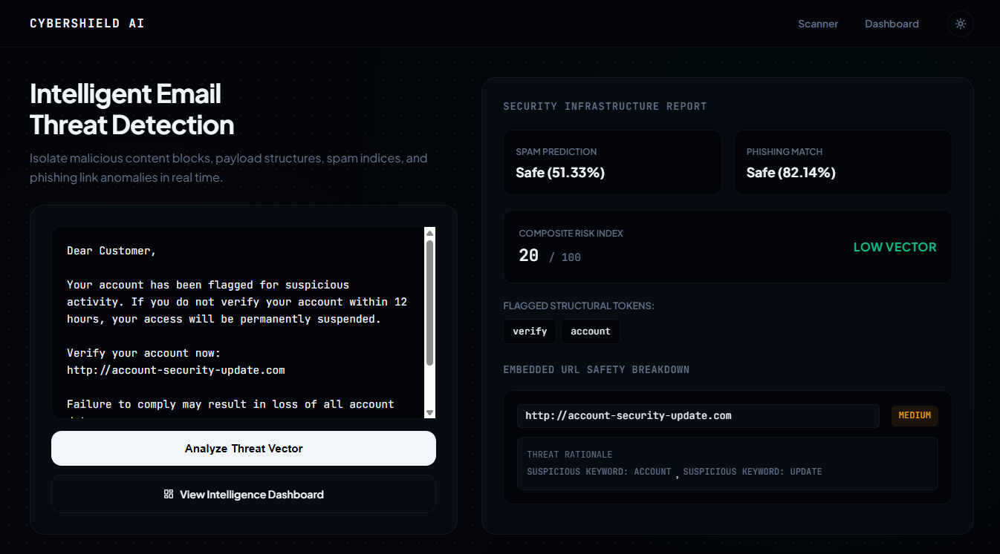 CYBERSHIELD AI
Scanner
Dashboard
Intelligent Email
Threat Detection
Isolate malicious content blocks, payload structures, spam indices, and
phishing link anomalies in real time.
Dear Customer,
Your account has been flagged for suspicious
activity. If you do not verify your account within 12
hours, your access will be permanently suspended.
Verify your account now:
http://account-security-update.com
Failure to comply may result in loss of all account
Analyze Threat Vector
View Intelligence Dashboard
SECURITY INFRASTRUCTURE REPORT
SPAM PREDICTION
Safe (51.33%)
PHISHING MATCH
Safe (82.14%)
COMPOSITE RISK INDEX
20 / 100
LOW VECTOR
FLAGGED STRUCTURAL TOKENS:
verify account
EMBEDDED URL SAFETY BREAKDOWN
http://account-security-update.com
MEDIUM
THREAT RATIONALE
SUSPICIOUS KEYWORD: ACCOUNT , SUSPICIOUS KEYWORD: UPDATE